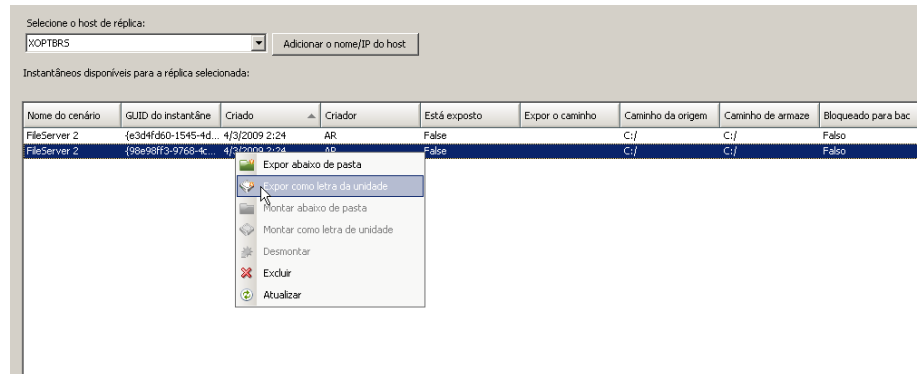 Selecione o host de réplica:
XOPTBR5 Adicionar o nome/IP do host
Instantâneos disponíveis para a réplica selecionada:
Nome do cenário GUID do instantâne Criado Criador Está exposto Expor o caminho Caminho da origem Caminho de armaze Bloqueado para bac
FileServer 2 {e3d4fd60-1545-4d... 4/3/2009 2:24 AR False C:/ C:/ Falso
FileServer 2 {98e98ff3-9768-4c... 4/3/2009 2:24 AR False C:/ C:/ Falso
Expor abaixo de pasta
Expor como letra da unidade
Montar abaixo de pasta
Montar como letra de unidade
Desmontar
Excluir
Atualizar